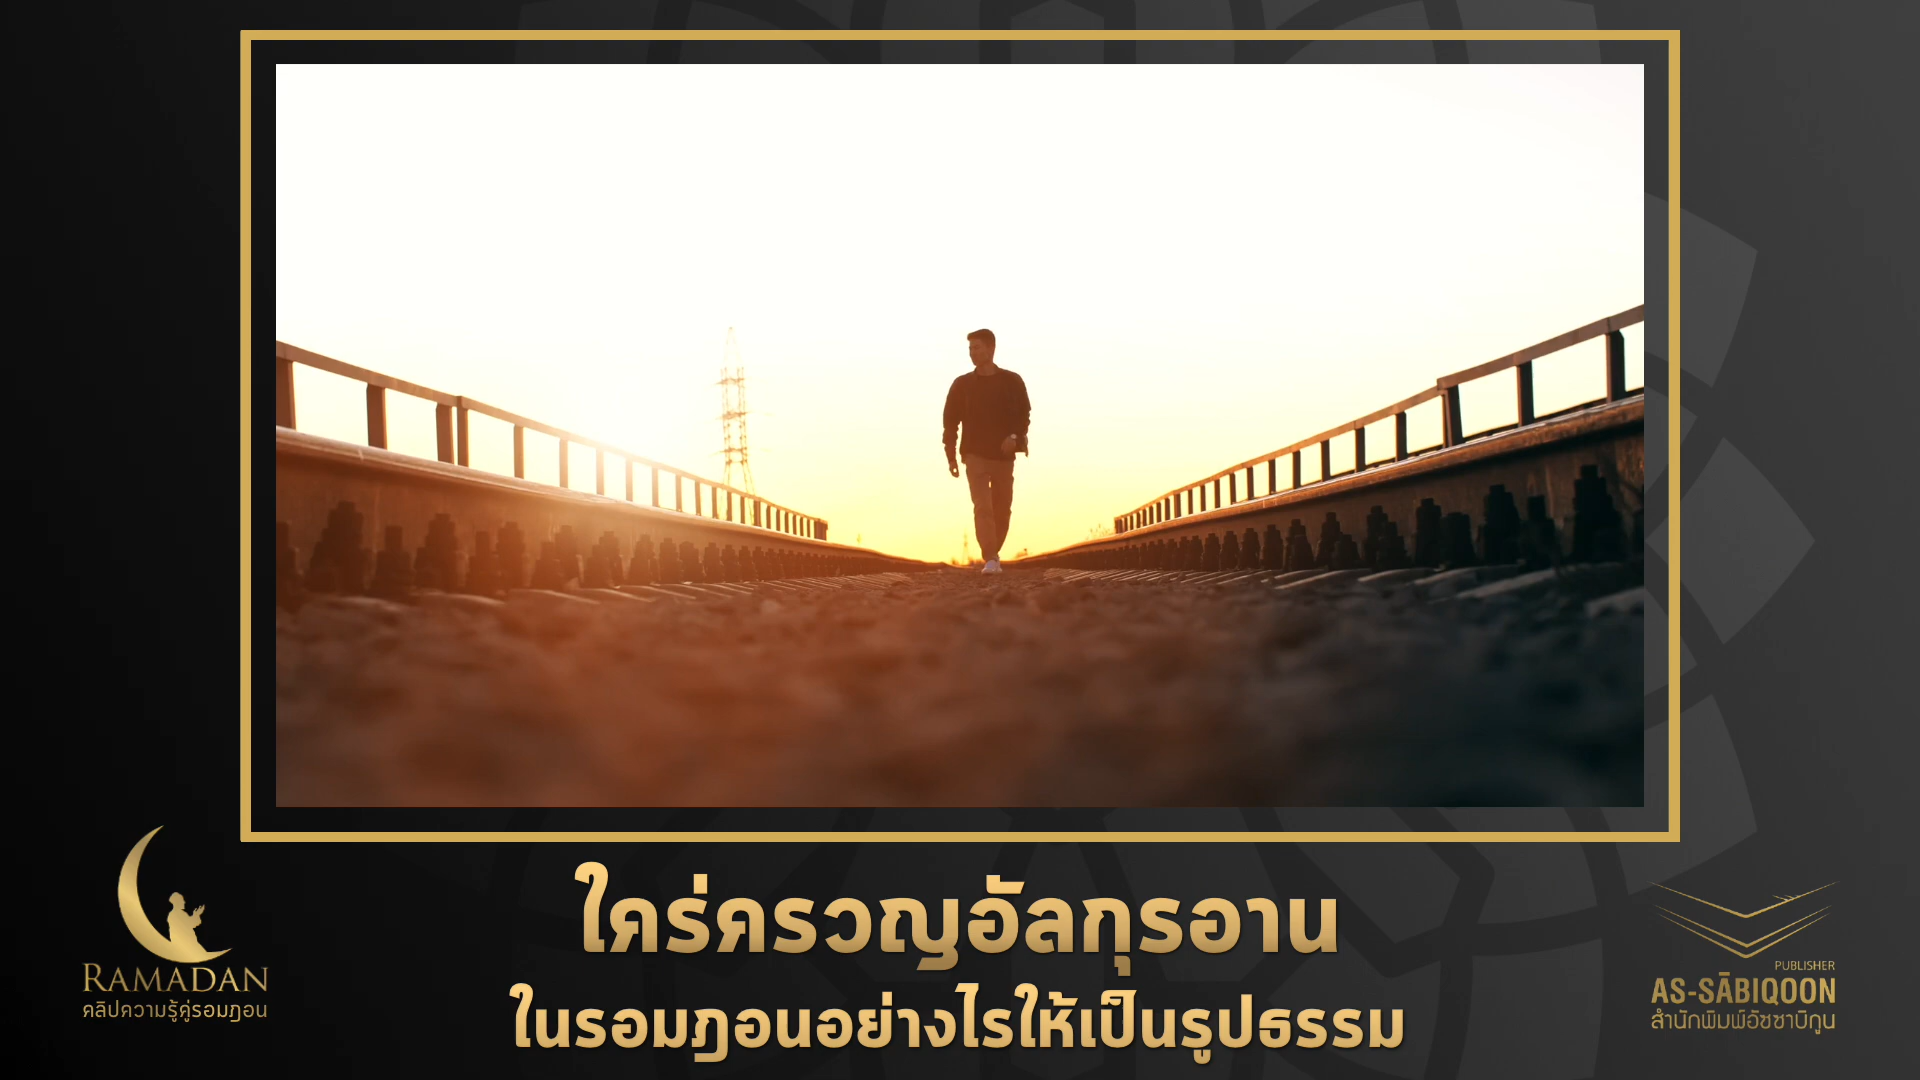 ใคร่ครวญอัลกุรอาน
ในรอมฎอนอย่างไรให้เป็นรูปธรรม
RAMADAN
คลิปความรู้คู่รอมฎอน
PUBLISHER
AS-SĀBIQOON
สำนักพิมพ์อัซซาบิกูน